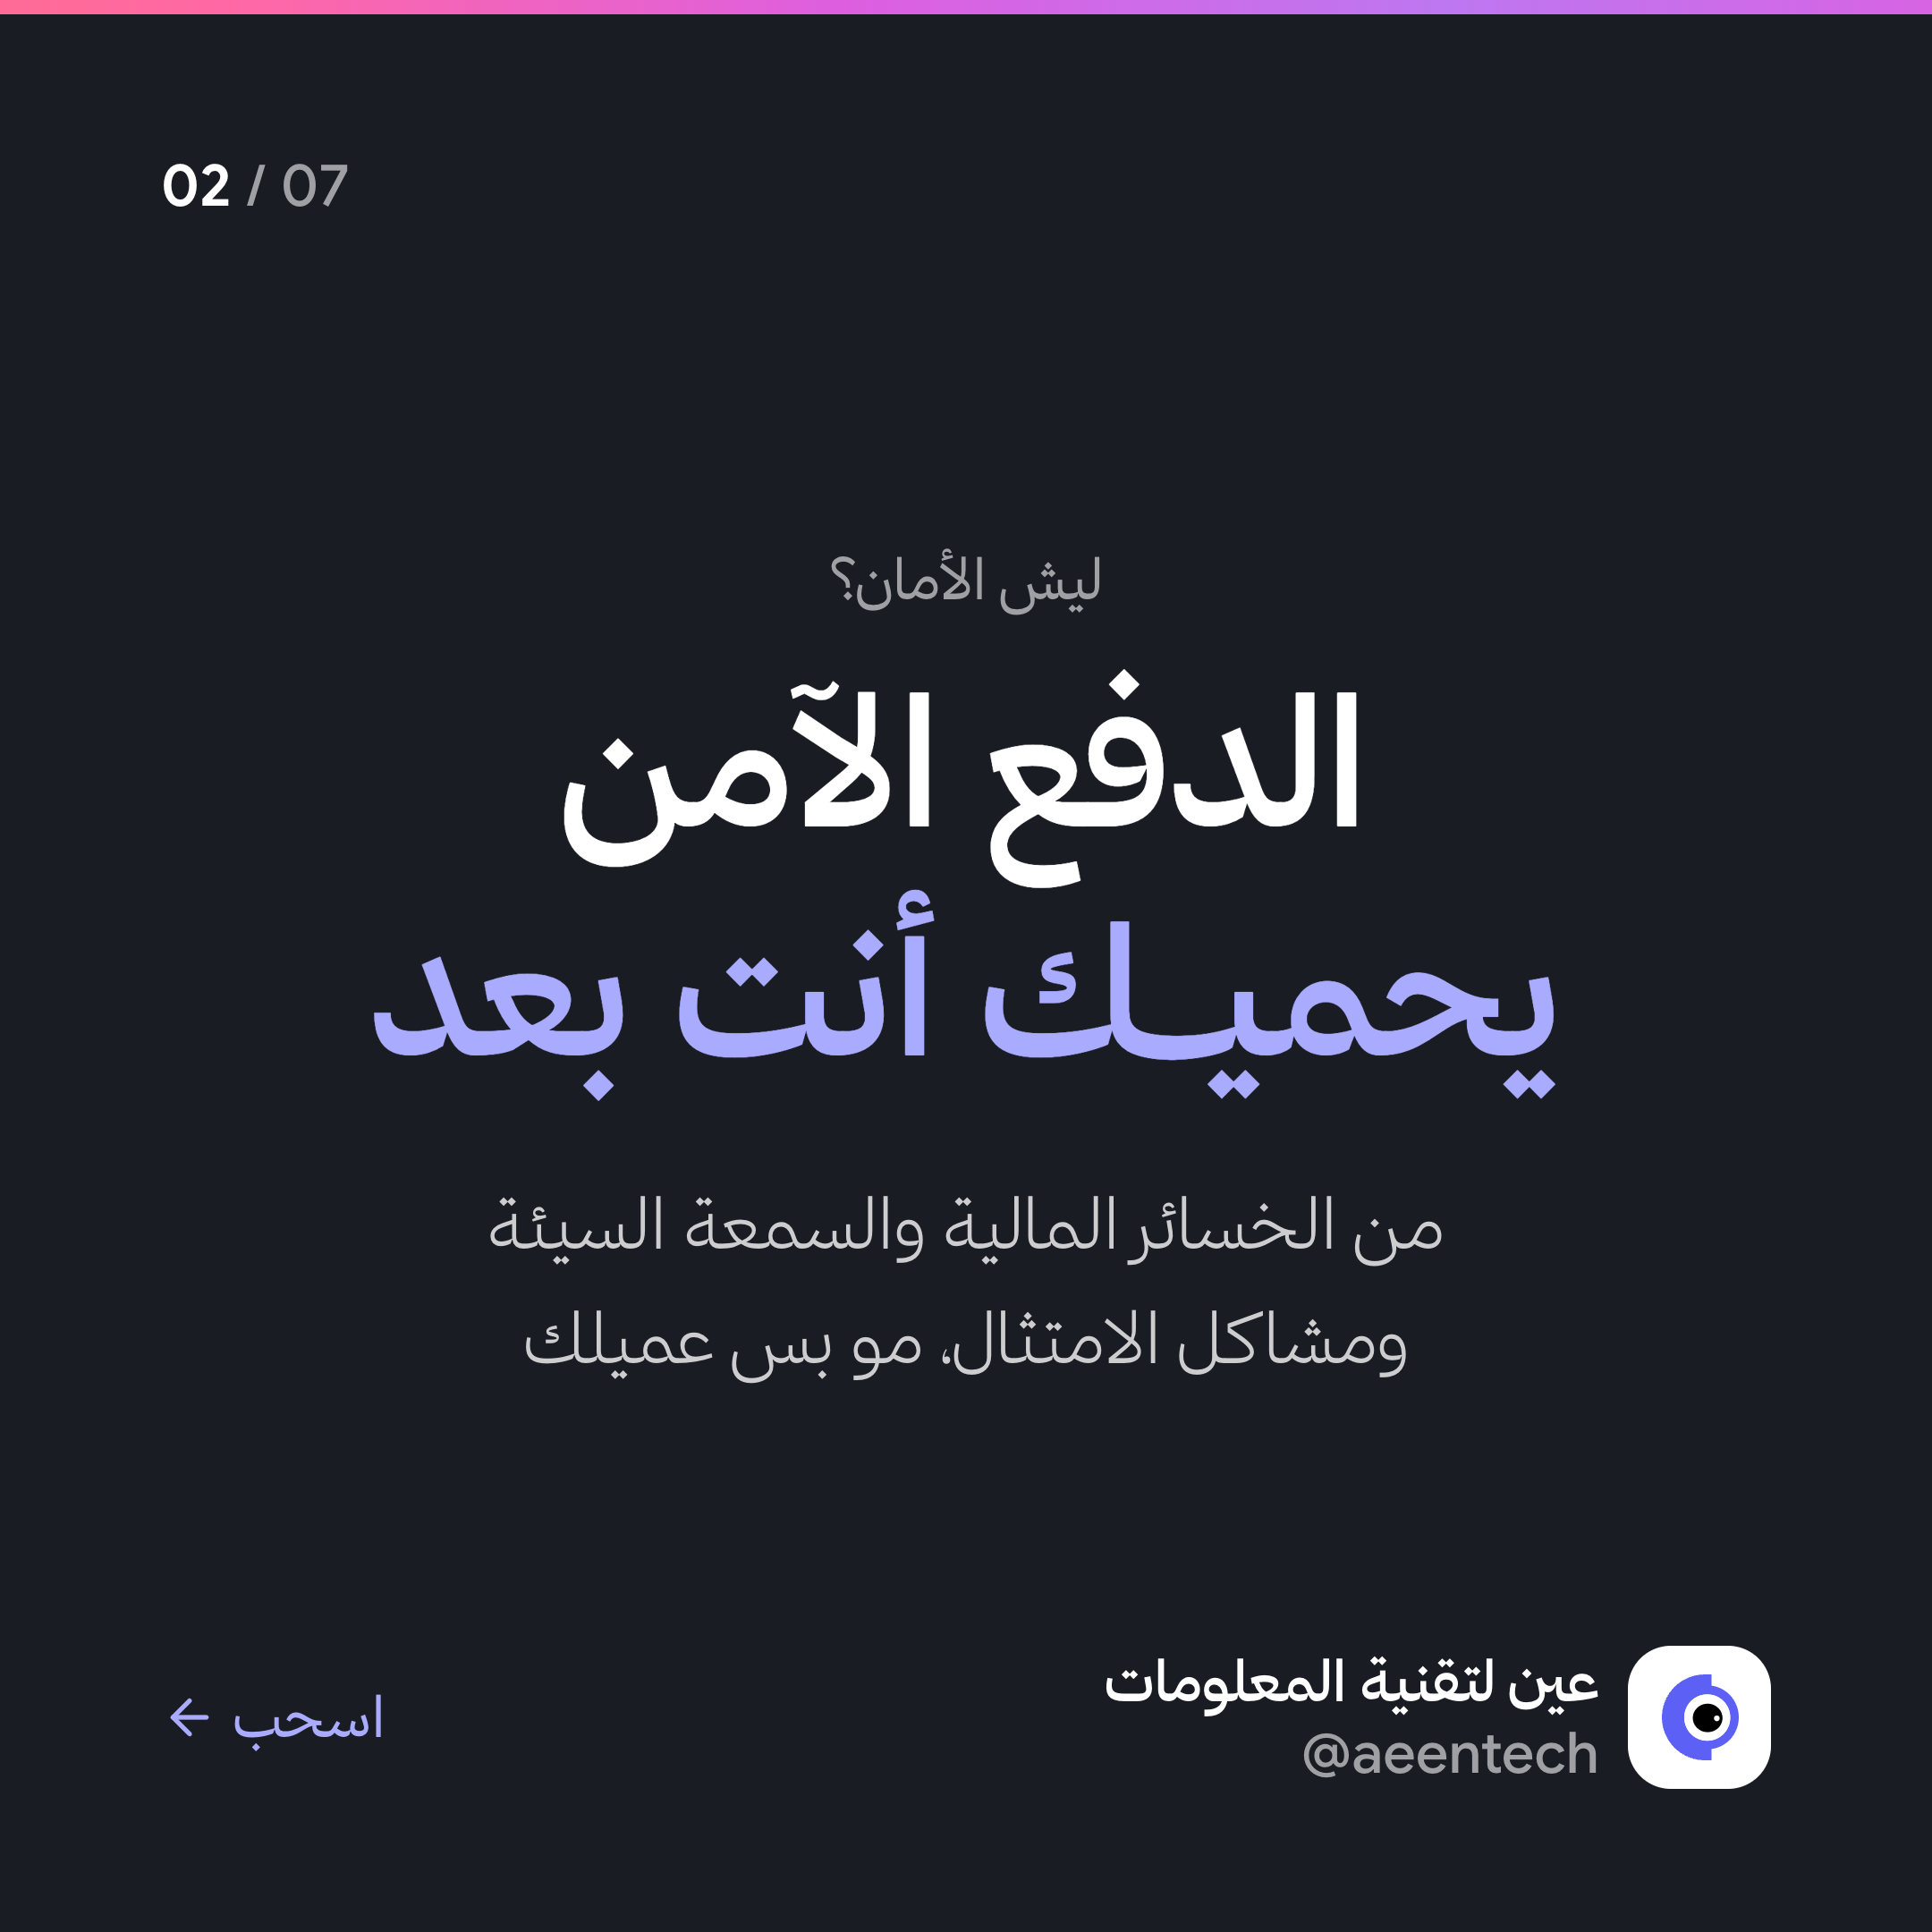 02 / 07
ليش الأمان؟
الدفع الآمن
يحميك أنت بعد
من الخسائر المالية والسمعة السيئة
ومشاكل الامتثال، مو بس عميلك
عين لتقنية المعلومات
@aeentech
اسحب ←